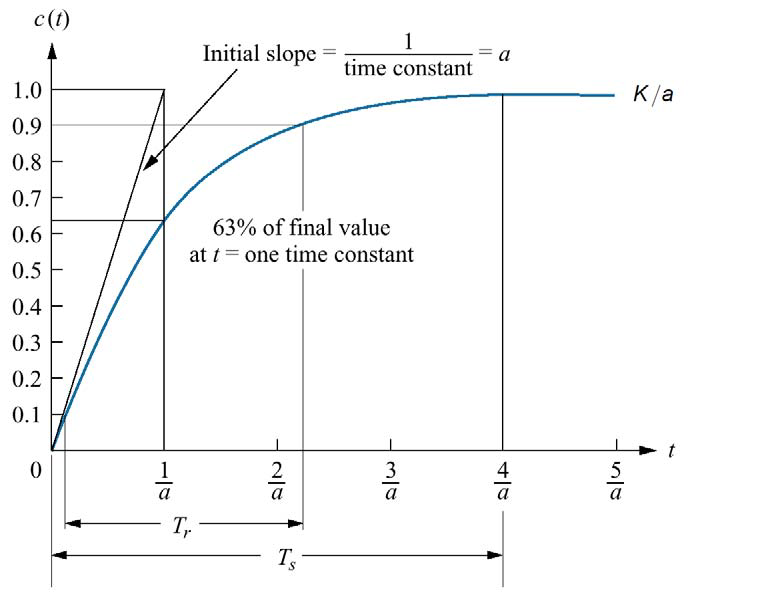 c(t)
Initial slope = 1 / time constant = a
1.0
K/a
0.9
0.8
0.7
63% of final value
0.6
at t = one time constant
0.5
0.4
0.3
0.2
0.1
t
0
1/a 2/a 3/a 4/a 5/a
Tr
Ts